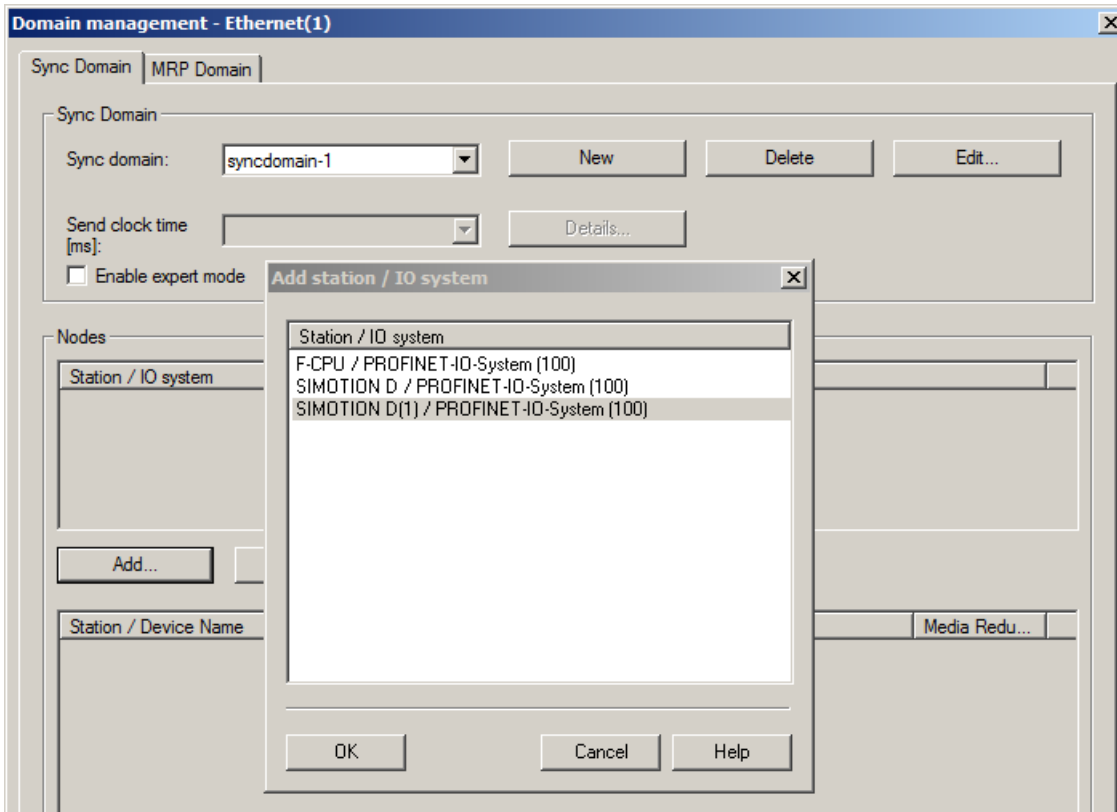 Domain management - Ethernet(1)
Sync Domain
MRP Domain
Sync Domain
Sync domain:
syncdomain-1
New
Delete
Edit...
Send clock time
[ms]:
Details...
Enable expert mode
Add station / IO system
Station / IO system
F-CPU / PROFINET-IO-System (100)
SIMOTION D / PROFINET-IO-System (100)
SIMOTION D(1) / PROFINET-IO-System (100)
OK
Cancel
Help
Nodes
Station / IO system
Add...
Station / Device Name
Media Redu...